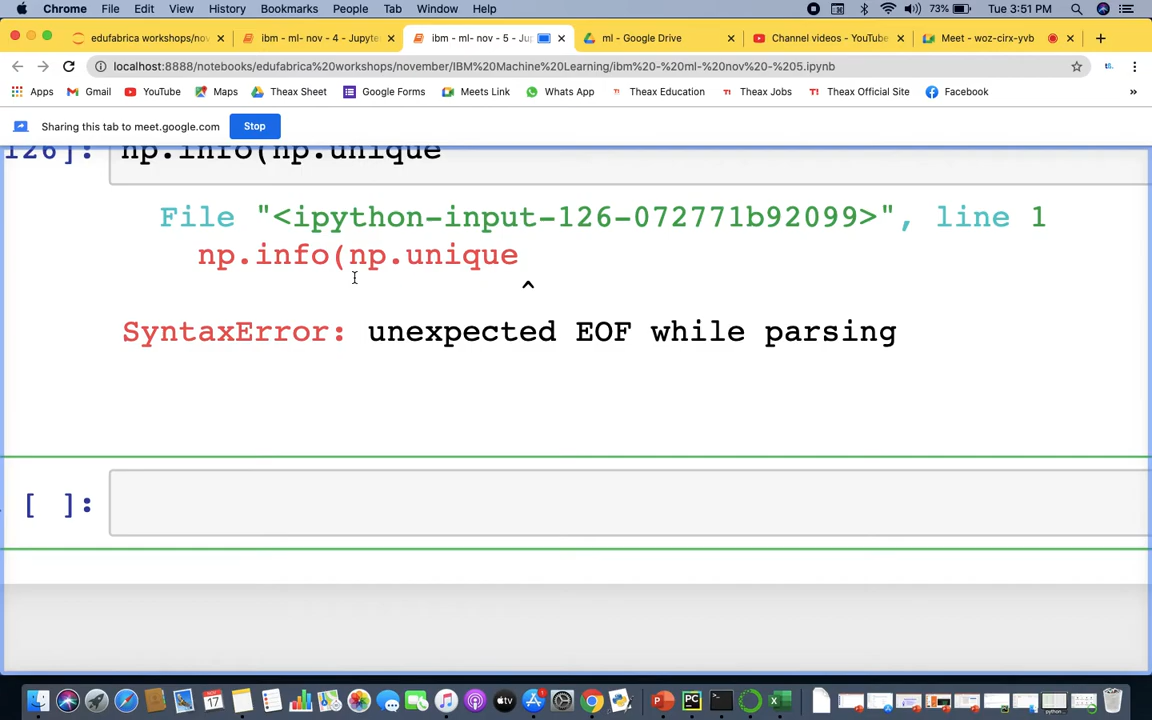 Chrome File Edit View History Bookmarks People Tab Window Help 73% Tue 3:51 PM
edufabrica workshops/nov ibm - ml- nov - 4 - Jupyte ibm - ml- nov - 5 - Ju ml - Google Drive Channel videos - YouTube Meet - woz-cirx-yvb
localhost:8888/notebooks/edufabrica%20workshops/november/IBM%20Machine%20Learning/ibm%20-%20ml-%20nov%20-%205.ipynb
Apps Gmail YouTube Maps Theax Sheet Google Forms Meets Link Whats App Theax Education Theax Jobs Theax Official Site Facebook »
Sharing this tab to meet.google.com Stop
126]: np.info(np.unique
File "<ipython-input-126-072771b92099>", line 1
np.info(np.unique
^
SyntaxError: unexpected EOF while parsing
[ ]:
17